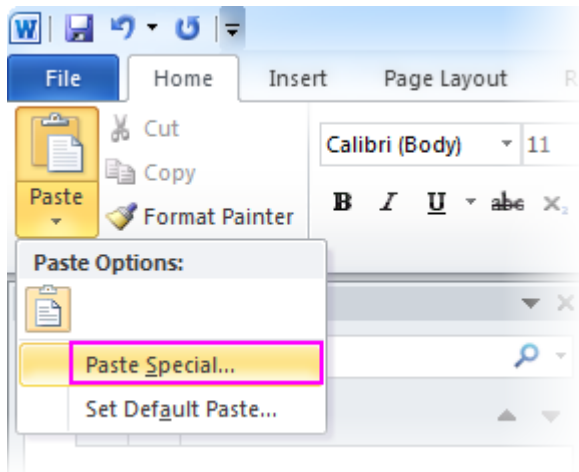 W
File Home Insert Page Layout R
Cut
Calibri (Body) 11
Copy
Paste
B I U abc X₂
Format Painter
Paste Options:
Paste Special...
Set Default Paste...